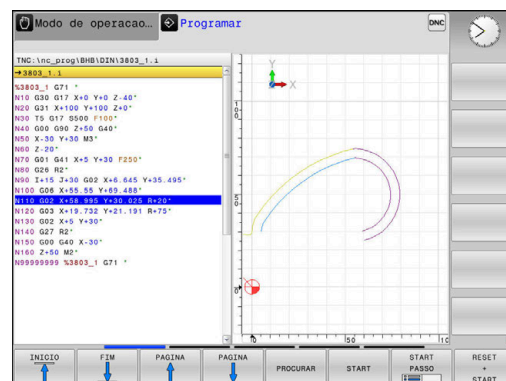 Modo de operacao...
Programar
DNC
TNC:\nc_prog\BHB\DIN\3803_1.i
→3803_1.i
%3803_1 G71 *
N10 G30 G17 X+0 Y+0 Z-40*
N20 G31 X+100 Y+100 Z+0*
N30 T5 G17 S500 F100*
N40 G00 G90 Z+50 G40*
N50 X-30 Y+30 M3*
N60 Z-20*
N70 G01 G41 X+5 Y+30 F250*
N80 G26 R2*
N90 I+15 J+30 G02 X+6.645 Y+35.495*
N100 G06 X+55.55 Y+69.488*
N110 G02 X+58.995 Y+30.025 R+20*
N120 G03 X+19.732 Y+21.191 R+75*
N130 G02 X+5 Y+30*
N140 G27 R2*
N150 G00 G40 X-30*
N160 Z+50 M2*
N99999999 %3803_1 G71 *
Y
X
100
50
0
0
50
10
INICIO
FIM
PAGINA
PAGINA
PROCURAR
START
START
PASSO
RESET
+
START